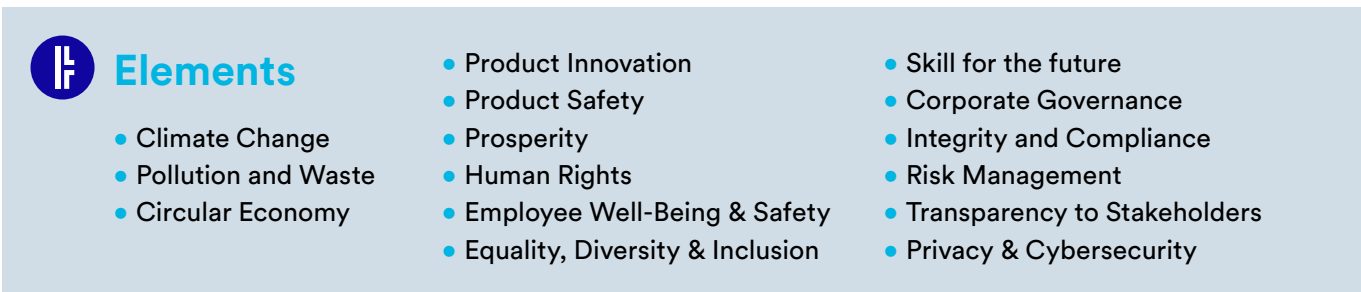 Elements
• Climate Change
• Pollution and Waste
• Circular Economy
• Product Innovation
• Product Safety
• Prosperity
• Human Rights
• Employee Well-Being & Safety
• Equality, Diversity & Inclusion
• Skill for the future
• Corporate Governance
• Integrity and Compliance
• Risk Management
• Transparency to Stakeholders
• Privacy & Cybersecurity